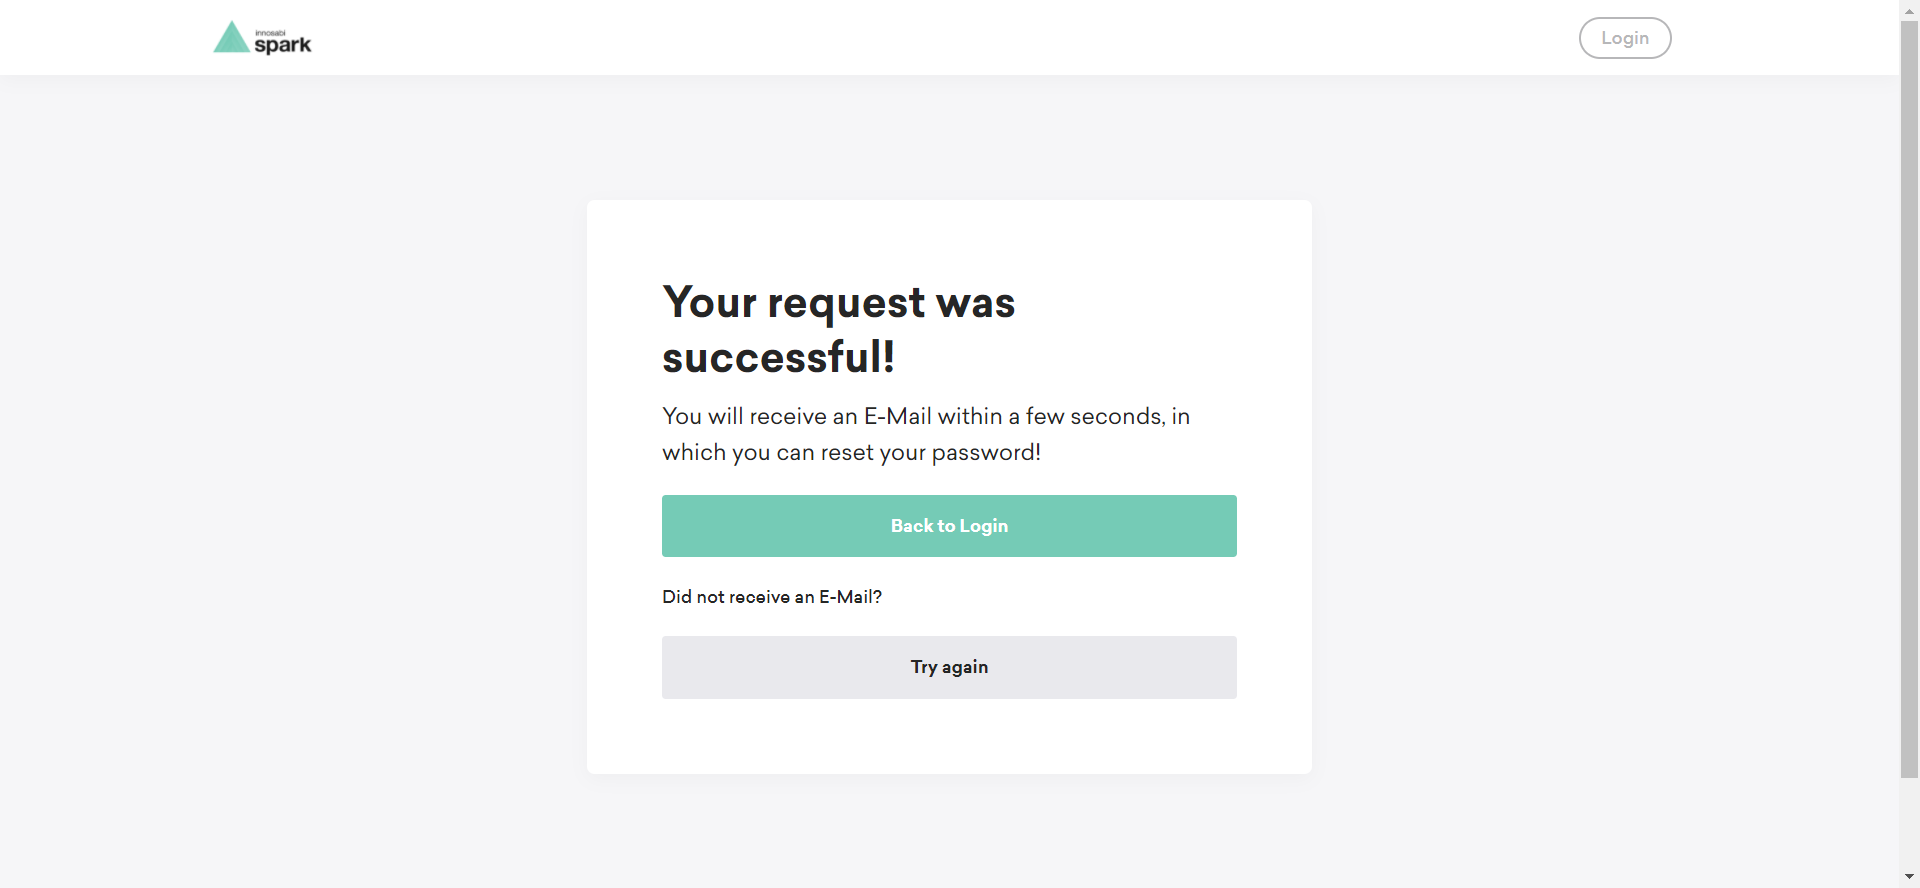 innosabi
spark
Login
Your request was
successful!
You will receive an E-Mail within a few seconds, in
which you can reset your password!
Back to Login
Did not receive an E-Mail?
Try again